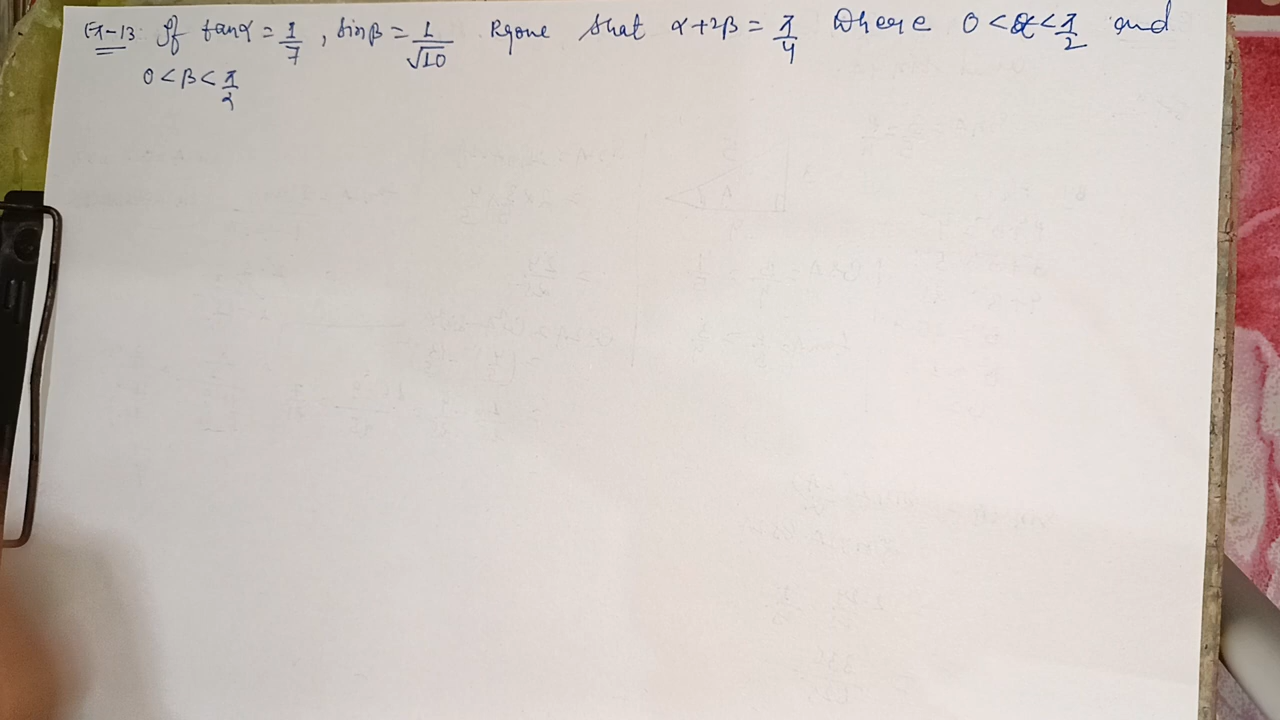 Ex-13 If tanα = 1/7, sinβ = 1/√10 Prove that α+2β = π/4 where 0<α<π/2 and
0<β<π/2